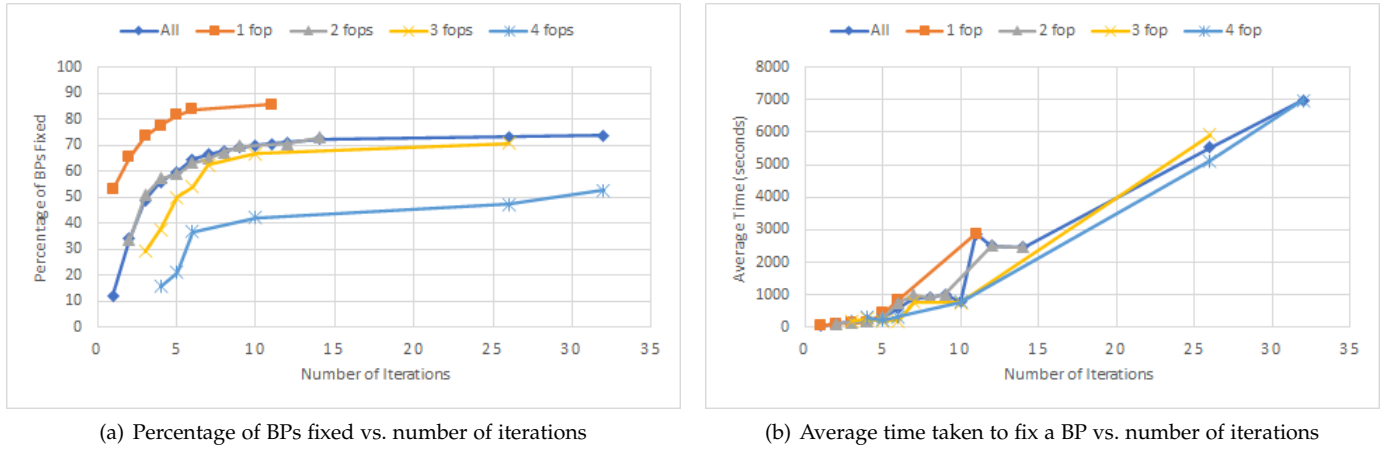 All 1 fop 2 fops 3 fops 4 fops
Percentage of BPs Fixed
100
90
80
70
60
50
40
30
20
10
0
0 5 10 15 20 25 30 35
Number of Iterations
(a) Percentage of BPs fixed vs. number of iterations
All 1 fop 2 fop 3 fop 4 fop
Average Time (seconds)
8000
7000
6000
5000
4000
3000
2000
1000
0
0 5 10 15 20 25 30 35
Number of Iterations
(b) Average time taken to fix a BP vs. number of iterations